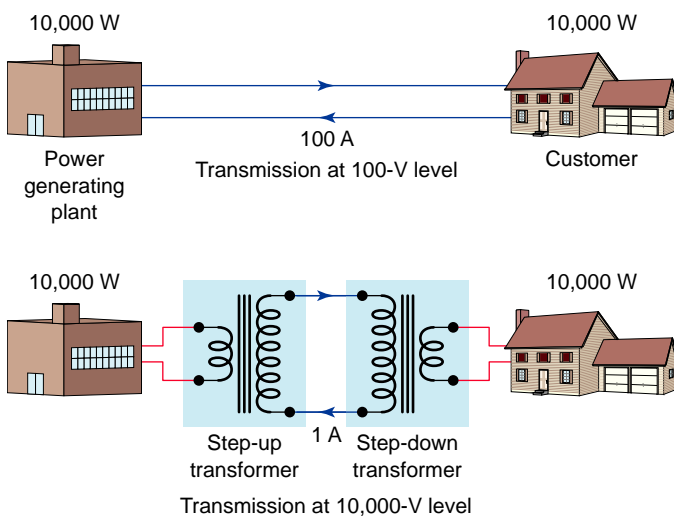 10,000 W
10,000 W
100 A
Power
generating
plant
Transmission at 100-V level
Customer
10,000 W
10,000 W
1 A
Step-up
transformer
Step-down
transformer
Transmission at 10,000-V level